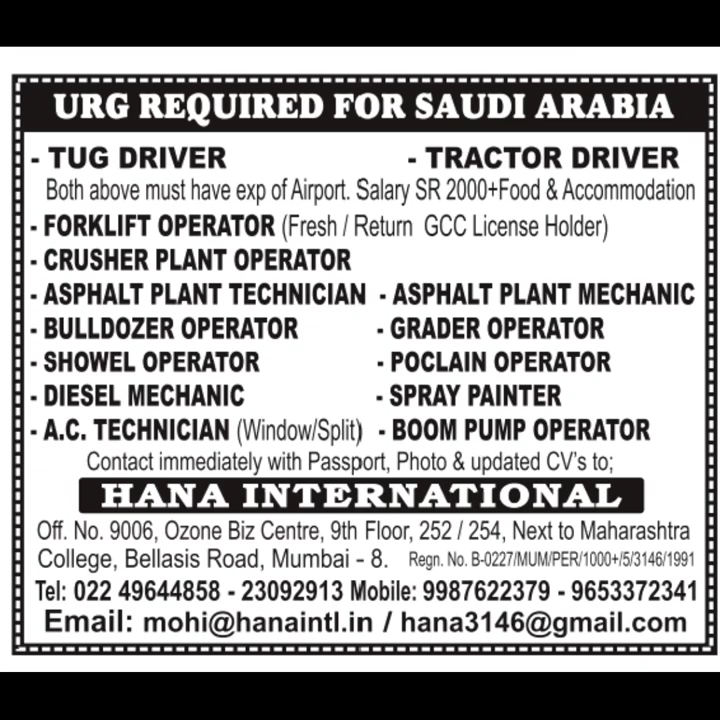 URG REQUIRED FOR SAUDI ARABIA
- TUG DRIVER - TRACTOR DRIVER
Both above must have exp of Airport. Salary SR 2000+Food & Accommodation
- FORKLIFT OPERATOR (Fresh / Return GCC License Holder)
- CRUSHER PLANT OPERATOR
- ASPHALT PLANT TECHNICIAN - ASPHALT PLANT MECHANIC
- BULLDOZER OPERATOR - GRADER OPERATOR
- SHOWEL OPERATOR - POCLAIN OPERATOR
- DIESEL MECHANIC - SPRAY PAINTER
- A.C. TECHNICIAN (Window/Split) - BOOM PUMP OPERATOR
Contact immediately with Passport, Photo & updated CV's to;
HANA INTERNATIONAL
Off. No. 9006, Ozone Biz Centre, 9th Floor, 252 / 254, Next to Maharashtra
College, Bellasis Road, Mumbai - 8. Regn. No. B-0227/MUM/PER/1000+/5/3146/1991
Tel: 022 49644858 - 23092913 Mobile: 9987622379 - 9653372341
Email: mohi@hanaintl.in / hana3146@gmail.com